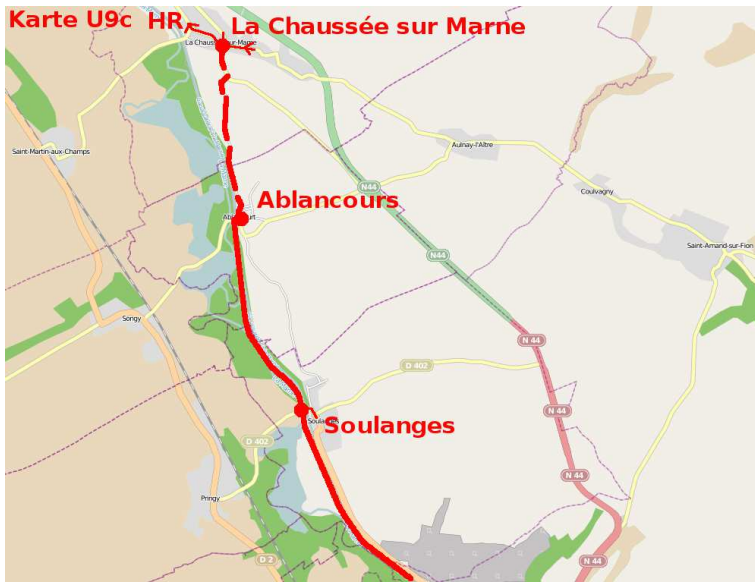 Karte U9c HR
La Chaussée sur Marne
Saint-Martin-aux-Champs
Aulnay-l'Aître
N44
Coulvagny
Ablancours
Saint-Amand-sur-Fion
N44
Songy
N 44
D 402
N 44
Soulanges
D 402
N 44
Pringy
D 2
N 44